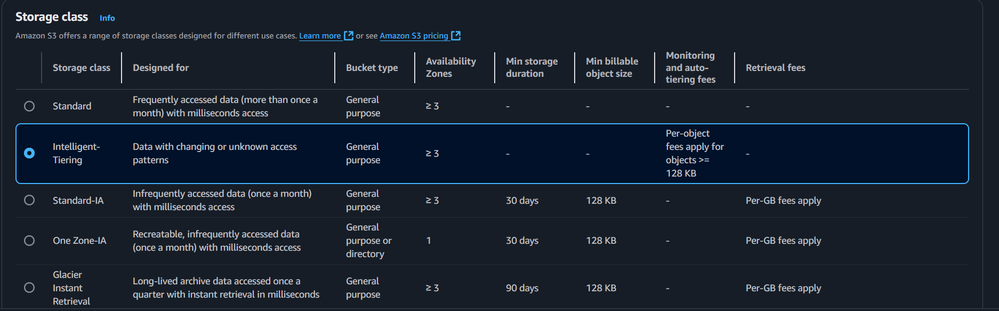 Storage class Info
Amazon S3 offers a range of storage classes designed for different use cases. Learn more or see Amazon S3 pricing
Storage class
Designed for
Bucket type
Availability
Zones
Min storage
duration
Min billable
object size
Monitoring
and auto-
tiering fees
Retrieval fees
Standard
Frequently accessed data (more than once a
month) with milliseconds access
General
purpose
≥ 3
-
-
-
-
Intelligent-
Tiering
Data with changing or unknown access
patterns
General
purpose
≥ 3
-
-
Per-object
fees apply for
objects >=
128 KB
-
Standard-IA
Infrequently accessed data (once a month)
with milliseconds access
General
purpose
≥ 3
30 days
128 KB
-
Per-GB fees apply
One Zone-IA
Recreatable, infrequently accessed data
(once a month) with milliseconds access
General
purpose or
directory
1
30 days
128 KB
-
Per-GB fees apply
Glacier
Instant
Retrieval
Long-lived archive data accessed once a
quarter with instant retrieval in milliseconds
General
purpose
≥ 3
90 days
128 KB
-
Per-GB fees apply